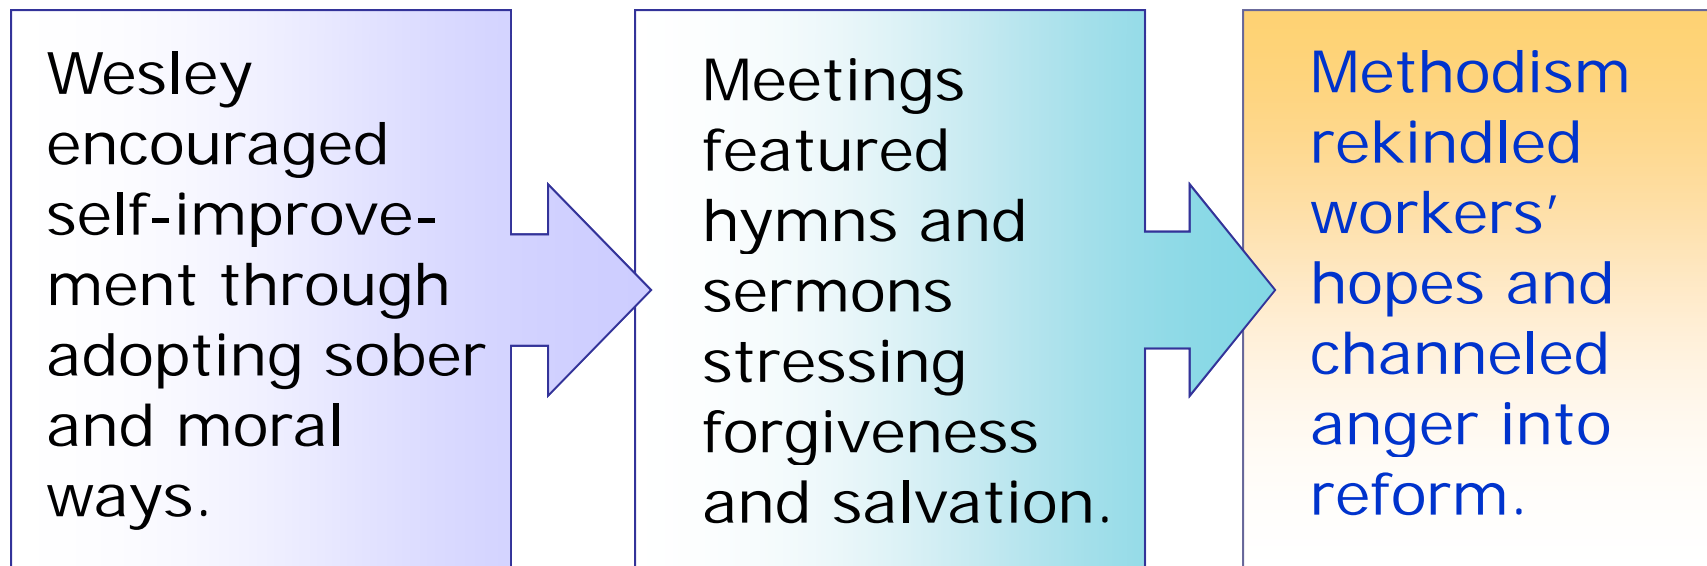 Wesley
encouraged
self-improve-
ment through
adopting sober
and moral
ways.
Meetings
featured
hymns and
sermons
stressing
forgiveness
and salvation.
Methodism
rekindled
workers’
hopes and
channeled
anger into
reform.